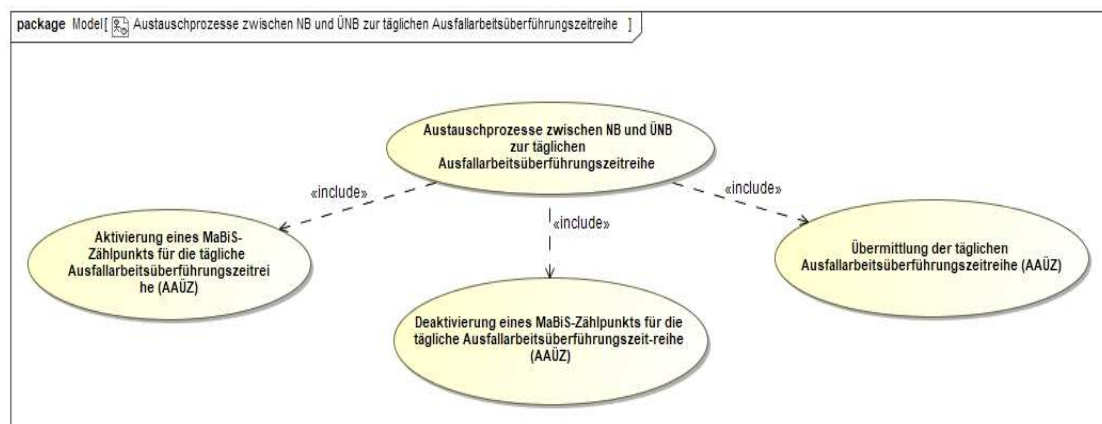 package Model[ Austauschprozesse zwischen NB und ÜNB zur täglichen Ausfallarbeitsüberführungszeitreihe ]
Austauschprozesse zwischen NB und ÜNB
zur täglichen
Ausfallarbeitsüberführungszeitreihe
«include»
«include»
«include»
Aktivierung eines MaBiS-
Zählpunkts für die tägliche
Ausfallarbeitsüberführungszeitrei
he (AAÜZ)
Deaktivierung eines MaBiS-Zählpunkts für die
tägliche Ausfallarbeitsüberführungszeit-reihe
(AAÜZ)
Übermittlung der täglichen
Ausfallarbeitsüberführungszeitreihe (AAÜZ)